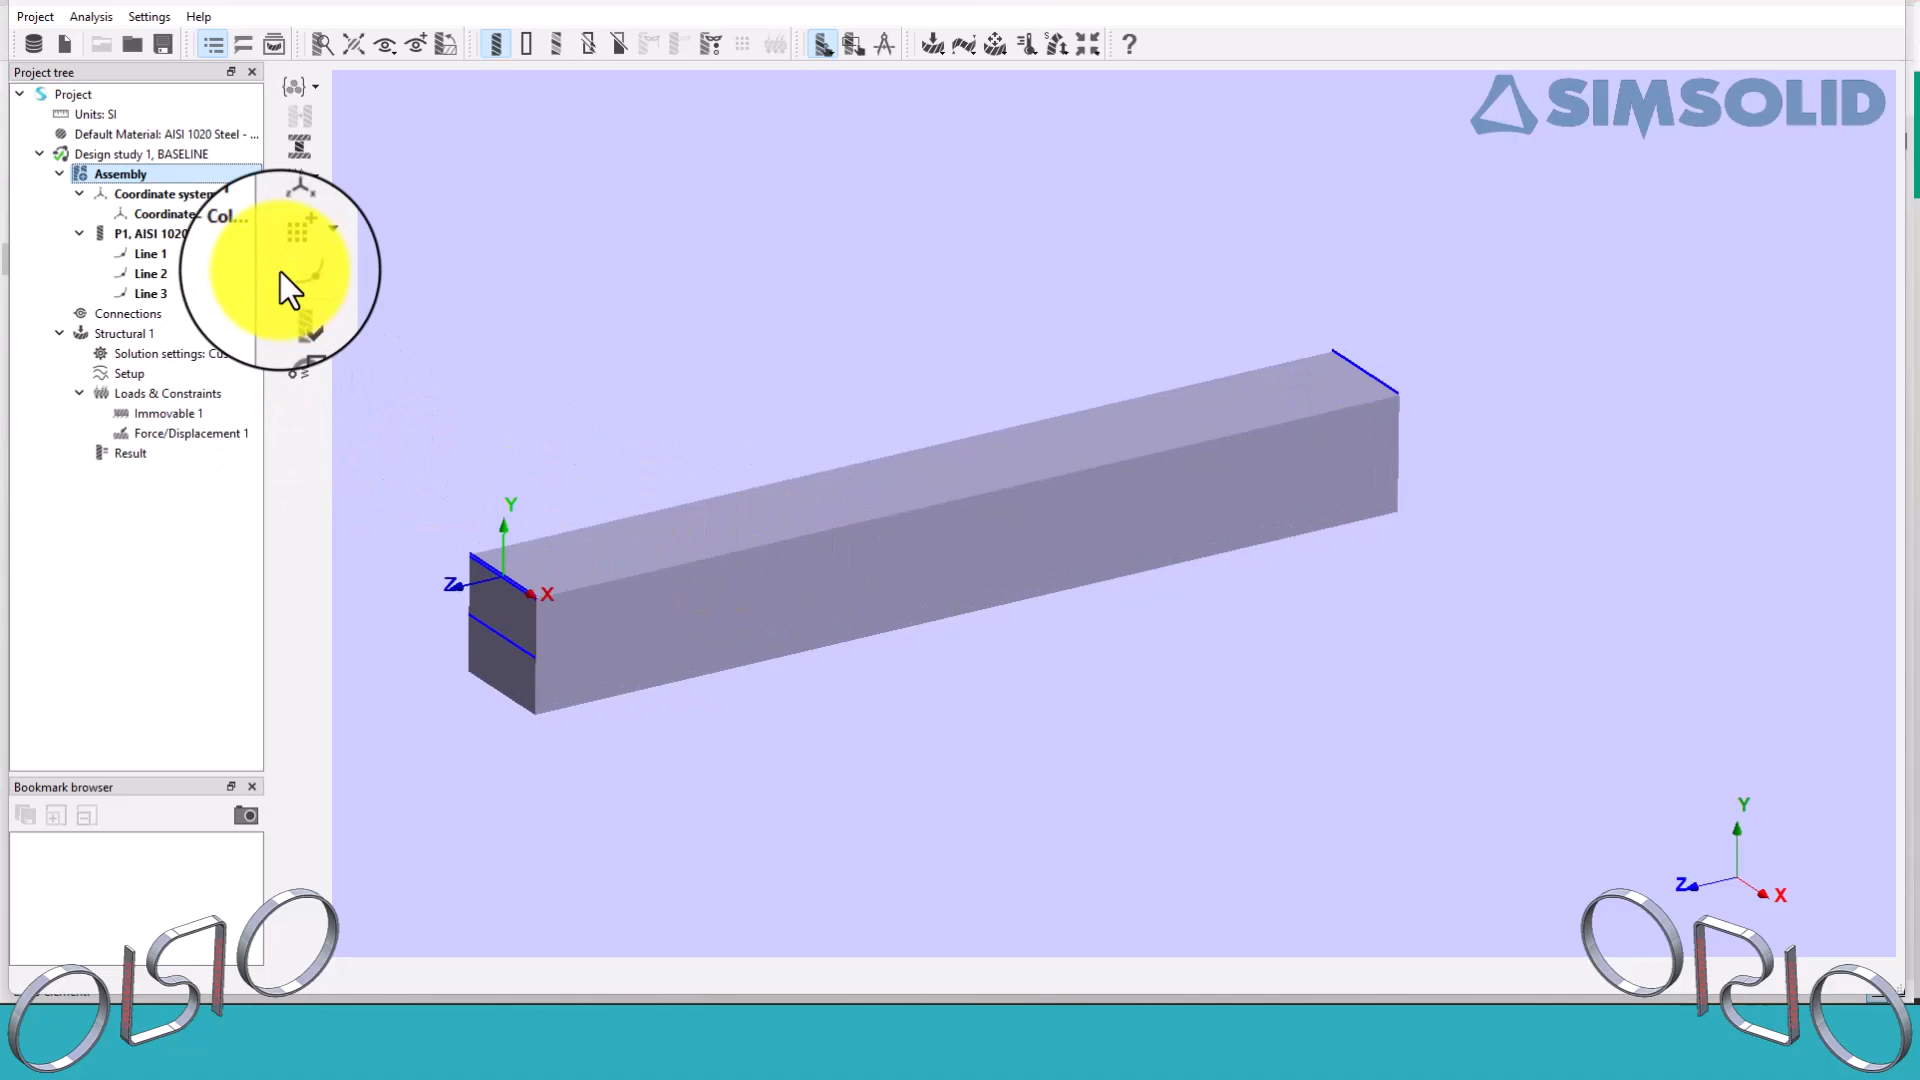 Project Analysis Settings Help
Project tree
Project
Units: SI
Default Material: AISI 1020 Steel - ...
Design study 1, BASELINE
Assembly
Coordinate system
Coordinate Col...
P1, AISI 1020
Line 1
Line 2
Line 3
Connections
Structural 1
Solution settings: Cus
Setup
Loads & Constraints
Immovable 1
Force/Displacement 1
Result
Bookmark browser
SIMSOLID
Y
Z
X
Y
Z
X